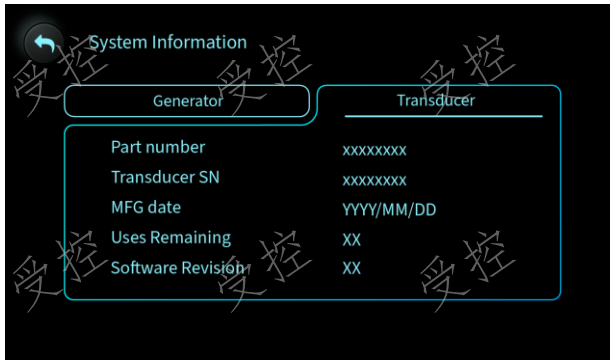 System Information
Generator
Transducer
Part number xxxxxxxx
Transducer SN xxxxxxxx
MFG date YYYY/MM/DD
Uses Remaining XX
Software Revision XX
受控
受控
受控
受控
受控
受控